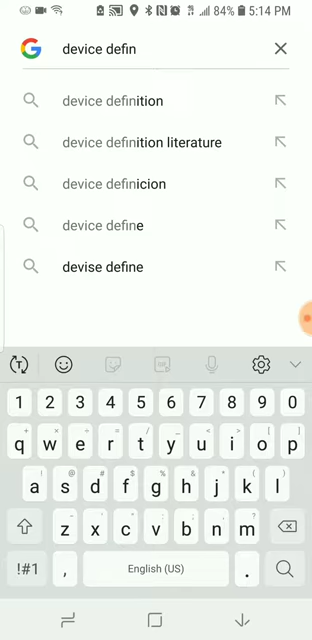 84% 5:14 PM
device defin
device definition
device definition literature
device definicion
device define
devise define
1 2 3 4 5 6 7 8 9 0
q w e r t y u i o p
a s d f g h j k l
z x c v b n m
!#1 , English (US) .